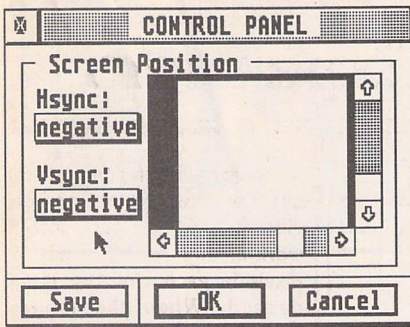 CONTROL PANEL
Screen Position
Hsync:
negative
Vsync:
negative
Save OK Cancel